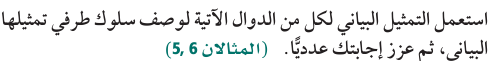 استعمل التمثيل البياني لكل من الدوال الآتية لوصف سلوك طرفي تمثيلها
البياني، ثم عزز إجابتك عدديًّا. (المثالان 5, 6)